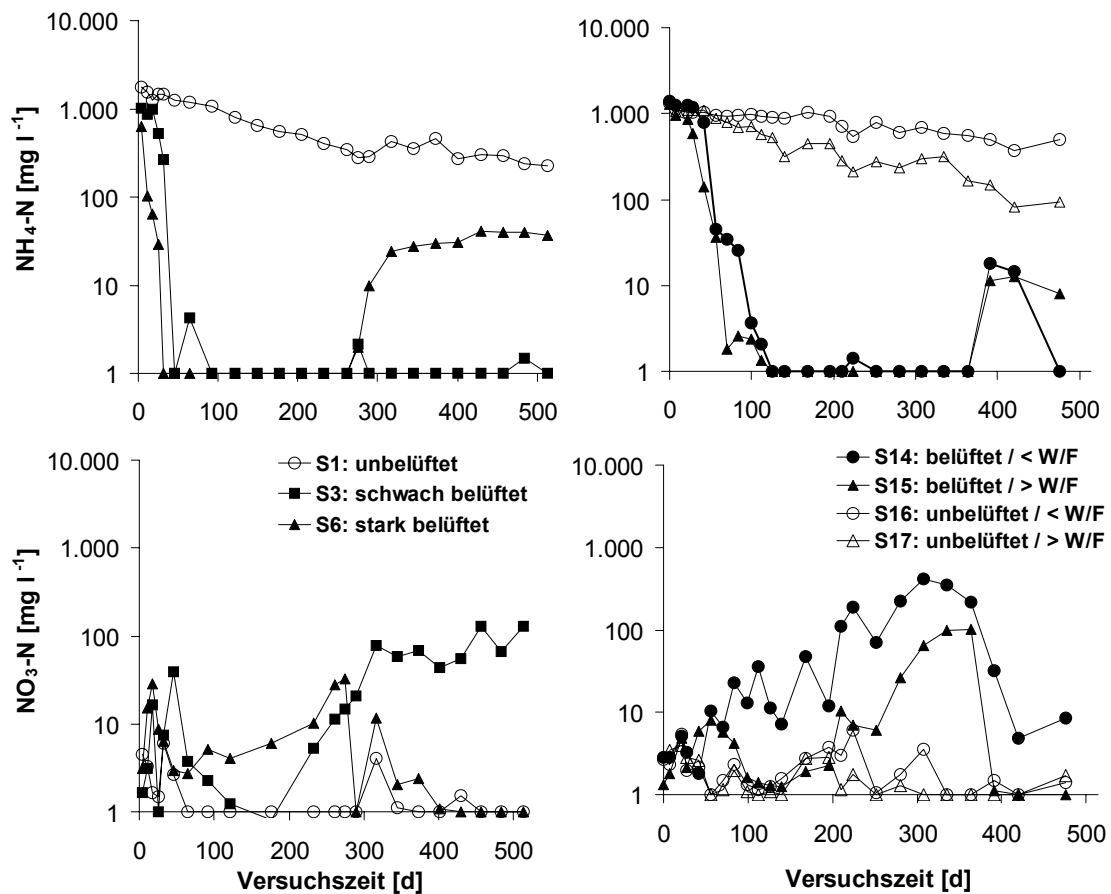 10.000
1.000
100
10
1
NH₄-N [mg l⁻¹]
0 100 200 300 400 500
10.000
1.000
100
10
1
0 100 200 300 400 500
10.000
1.000
100
10
1
NO₃-N [mg l⁻¹]
S1: unbelüftet
S3: schwach belüftet
S6: stark belüftet
0 100 200 300 400 500
Versuchszeit [d]
10.000
1.000
100
10
1
S14: belüftet / < W/F
S15: belüftet / > W/F
S16: unbelüftet / < W/F
S17: unbelüftet / > W/F
0 100 200 300 400 500
Versuchszeit [d]